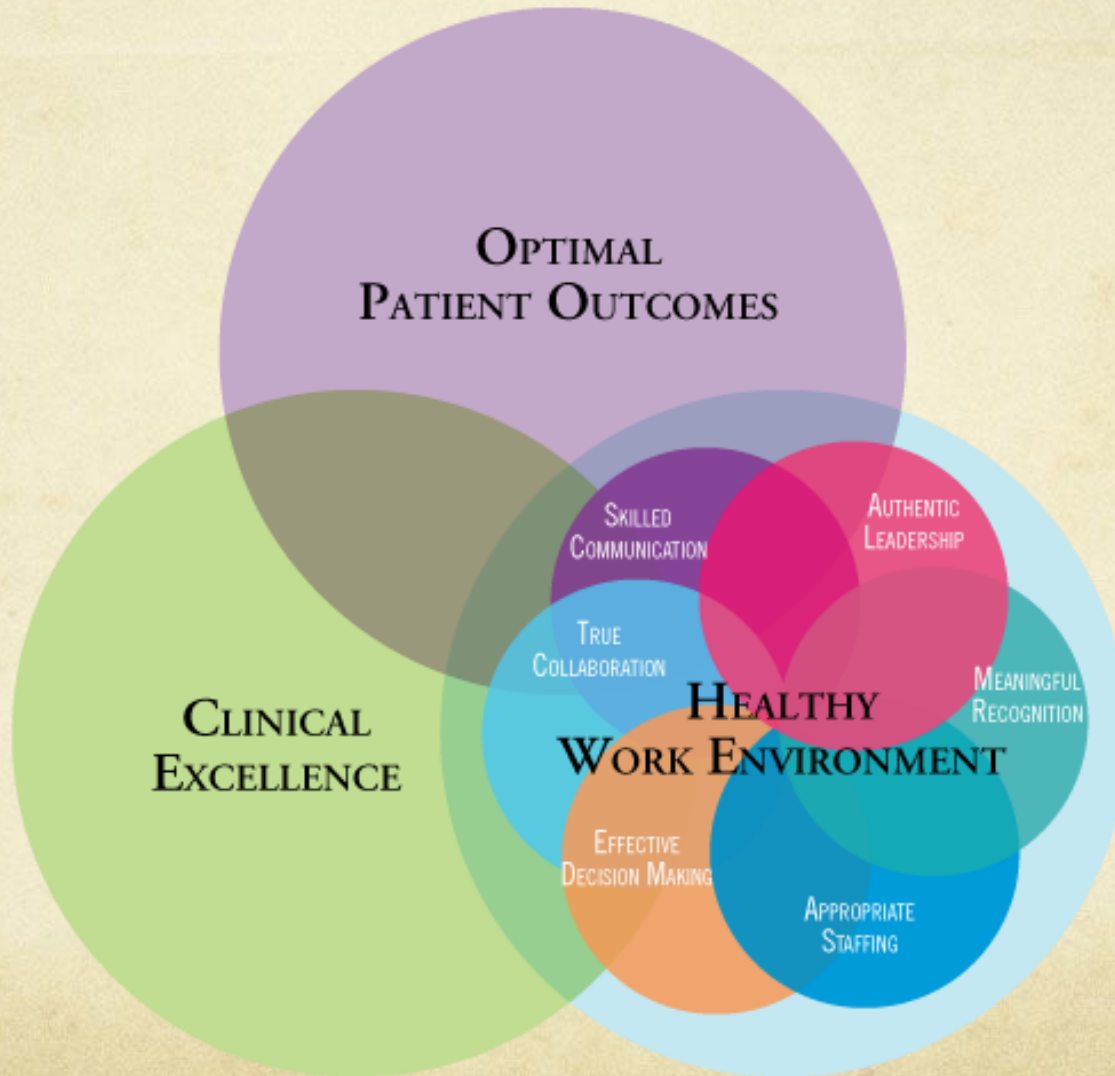 Optimal
Patient Outcomes
Skilled
Communication
Authentic
Leadership
True
Collaboration
Meaningful
Recognition
Healthy
Work Environment
Clinical
Excellence
Effective
Decision Making
Appropriate
Staffing